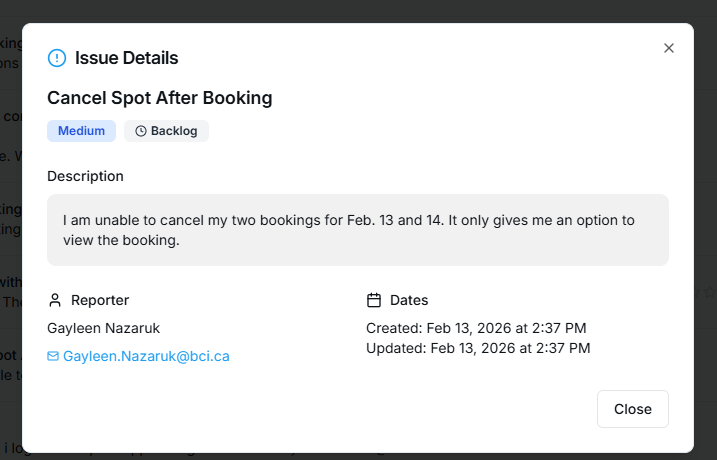 Issue Details
Cancel Spot After Booking
Medium
Backlog
Description
I am unable to cancel my two bookings for Feb. 13 and 14. It only gives me an option to
view the booking.
Reporter
Gayleen Nazaruk
Gayleen.Nazaruk@bci.ca
Dates
Created: Feb 13, 2026 at 2:37 PM
Updated: Feb 13, 2026 at 2:37 PM
Close